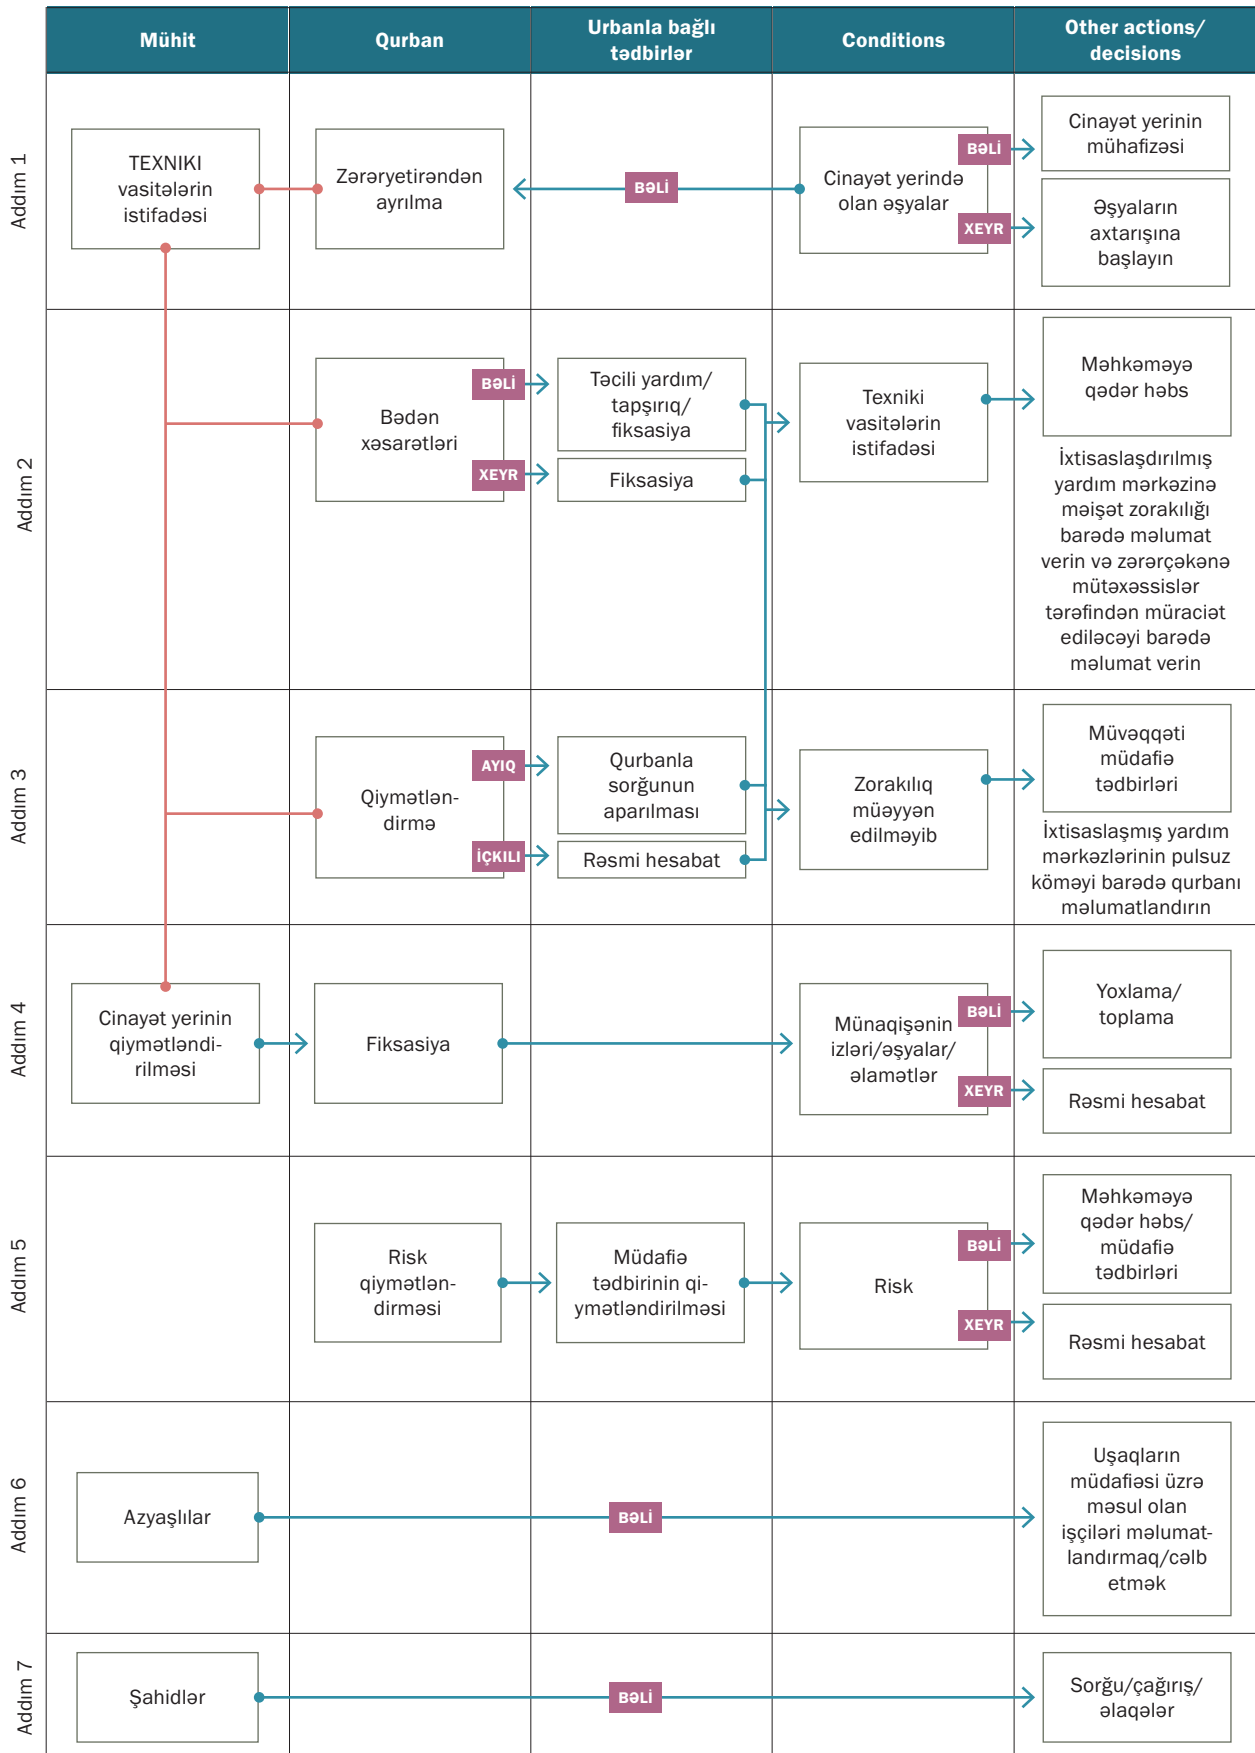 Mühit
Qurban
Urbanla bağlı
tədbirlər
Conditions
Other actions/
decisions
Addım 1
TEXNIKI
vasitələrin
istifadəsi
Zərəryetirəndən
ayrılma
BƏLİ
Cinayət yerində
olan əşyalar
BƏLİ
Cinayət yerinin
mühafizəsi
XEYR
Əşyaların
axtarışına
başlayın
Addım 2
Bədən
xəsarətləri
BƏLİ
Təcili yardım/
tapşırıq/
fiksasiya
XEYR
Fiksasiya
Texniki
vasitələrin
istifadəsi
Məhkəməyə
qədər həbs
İxtisaslaşdırılmış
yardım mərkəzinə
məişət zorakılığı
barədə məlumat
verin və zərərçəkənə
mütəxəssislər
tərəfindən müraciət
ediləcəyi barədə
məlumat verin
Addım 3
Qiymətlən-
dirmə
AYIQ
Qurbanla
sorğunun
aparılması
İÇKILI
Rəsmi hesabat
Zorakılıq
müəyyən
edilməyib
Müvəqqəti
müdafiə
tədbirləri
İxtisaslaşmış yardım
mərkəzlərinin pulsuz
köməyi barədə qurbanı
məlumatlandırın
Addım 4
Cinayət yerinin
qiymətləndi-
rilməsi
Fiksasiya
Münaqişənin
izləri/əşyalar/
əlamətlər
BƏLİ
Yoxlama/
toplama
XEYR
Rəsmi hesabat
Addım 5
Risk
qiymətlən-
dirməsi
Müdafiə
tədbirinin qi-
ymətləndirilməsi
Risk
BƏLİ
Məhkəməyə
qədər həbs/
müdafiə
tədbirləri
XEYR
Rəsmi hesabat
Addım 6
Azyaşlılar
BƏLİ
Uşaqların
müdafiəsi üzrə
məsul olan
işçiləri məlumat-
landırmaq/cəlb
etmək
Addım 7
Şahidlər
BƏLİ
Sorğu/çağırış/
əlaqələr